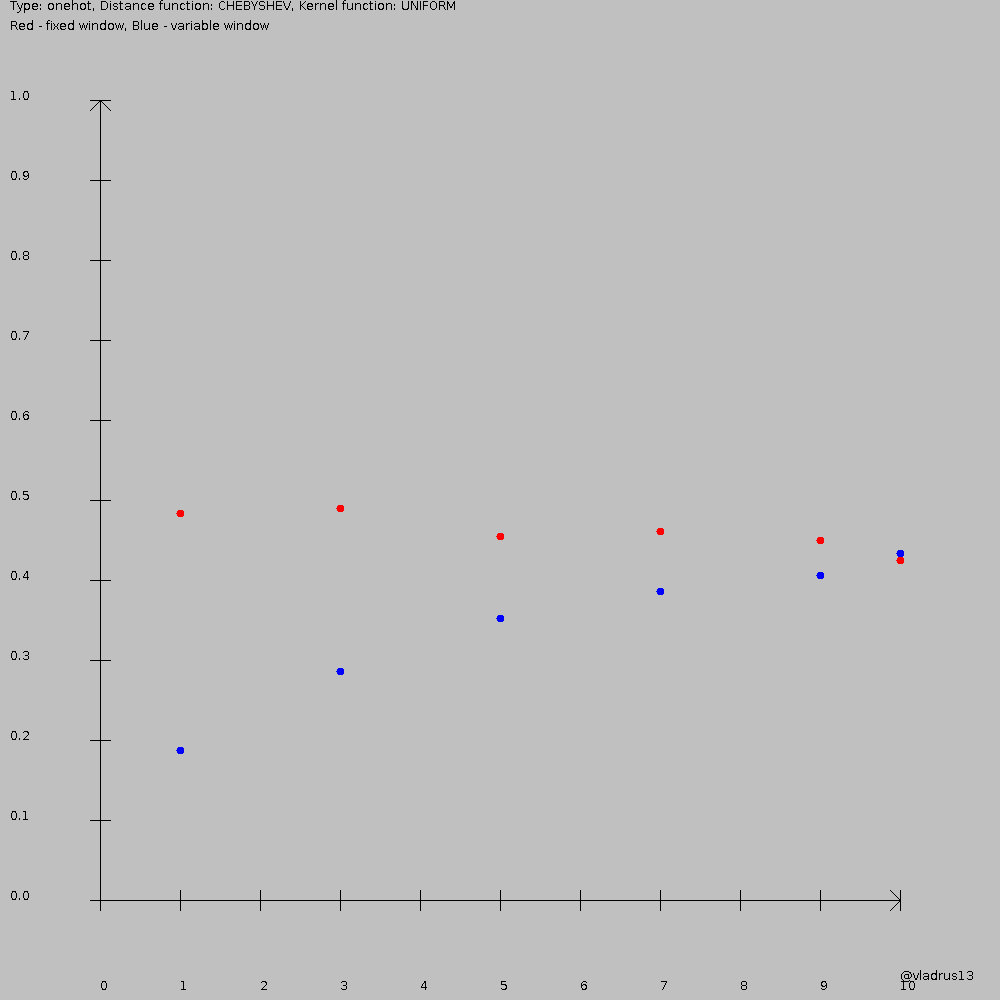 Type: onehot, Distance function: CHEBYSHEV, Kernel function: UNIFORM
Red - fixed window, Blue - variable window
1.0
0.9
0.8
0.7
0.6
0.5
0.4
0.3
0.2
0.1
0.0
@vladrus13
0 1 2 3 4 5 6 7 8 9 10